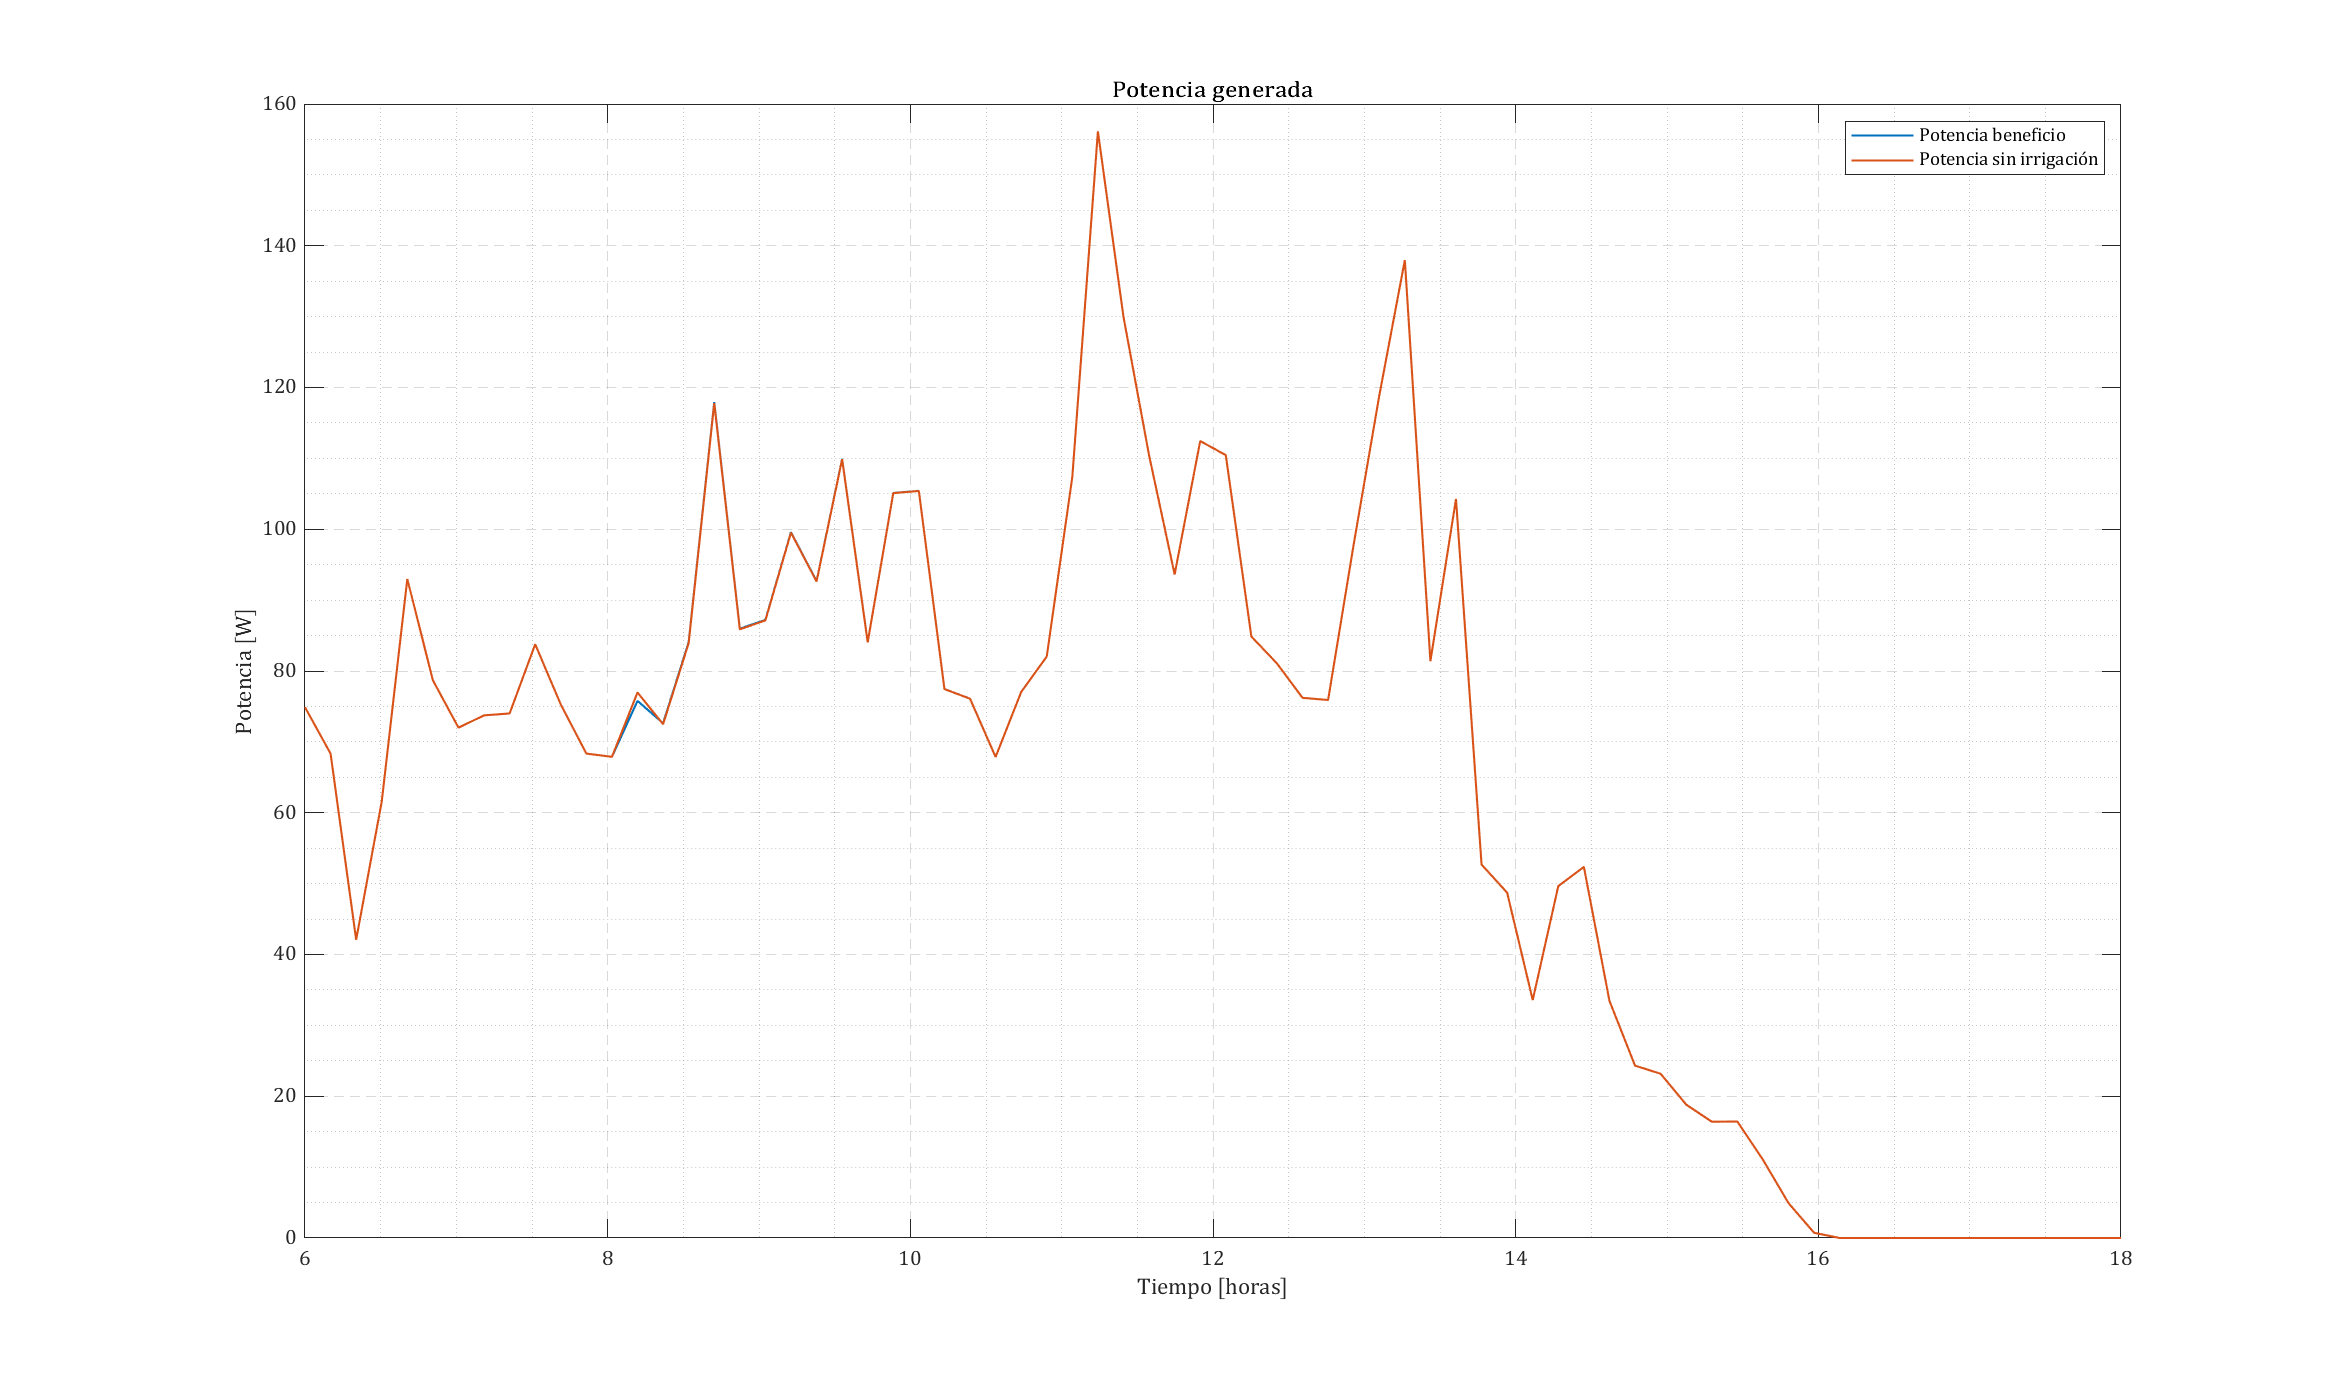 Potencia generada
160
140
120
100
80
60
40
20
0
Potencia [W]
Potencia beneficio
Potencia sin irrigación
6 8 10 12 14 16 18
Tiempo [horas]